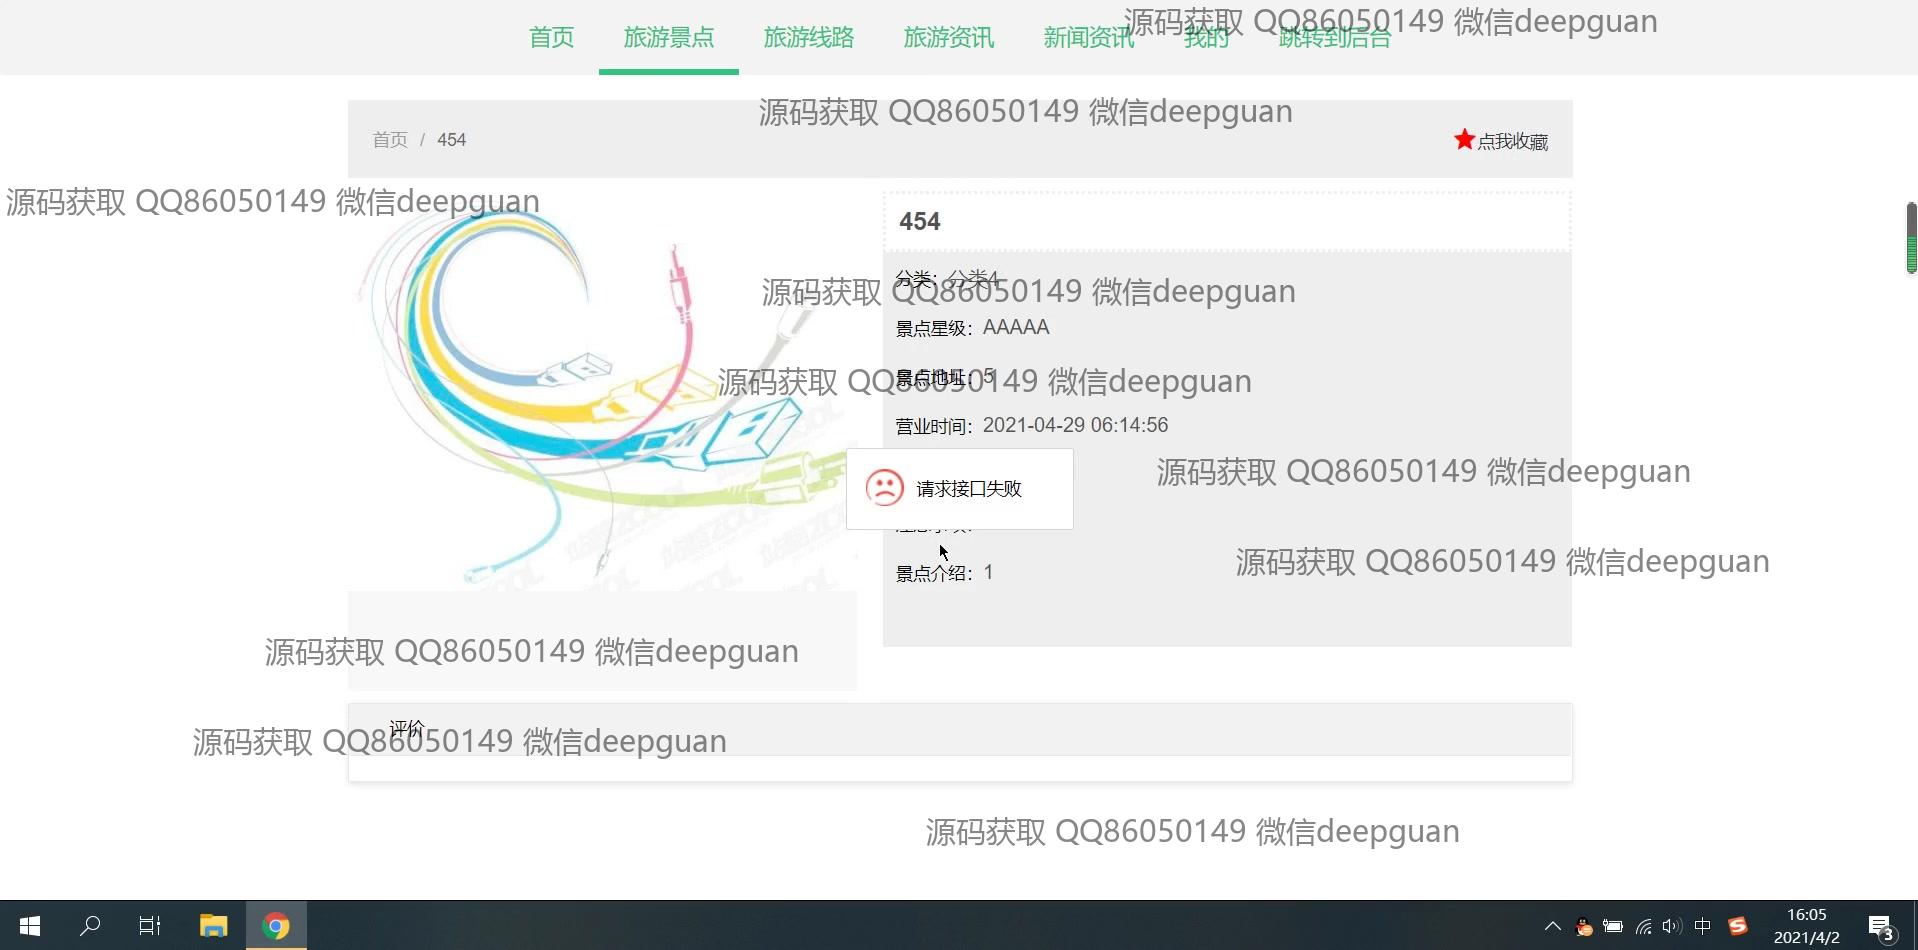 源码获取 QQ86050149 微信deepguan
首页 旅游景点 旅游线路 旅游资讯 新闻资讯 我的 跳转到后台
源码获取 QQ86050149 微信deepguan
首页 / 454
点我收藏
源码获取 QQ86050149 微信deepguan
454
分类：分类4
源码获取 QQ86050149 微信deepguan
景点星级：AAAAA
景点地址：5
源码获取 QQ86050149 微信deepguan
营业时间：2021-04-29 06:14:56
源码获取 QQ86050149 微信deepguan
请求接口失败
源码获取 QQ86050149 微信deepguan
景点介绍：1
源码获取 QQ86050149 微信deepguan
评价
源码获取 QQ86050149 微信deepguan
源码获取 QQ86050149 微信deepguan
中
16:05
2021/4/2
3